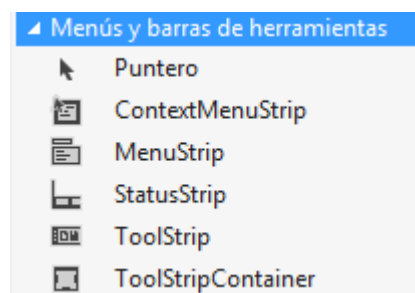 Menús y barras de herramientas
Puntero
ContextMenuStrip
MenuStrip
StatusStrip
ToolStrip
ToolStripContainer